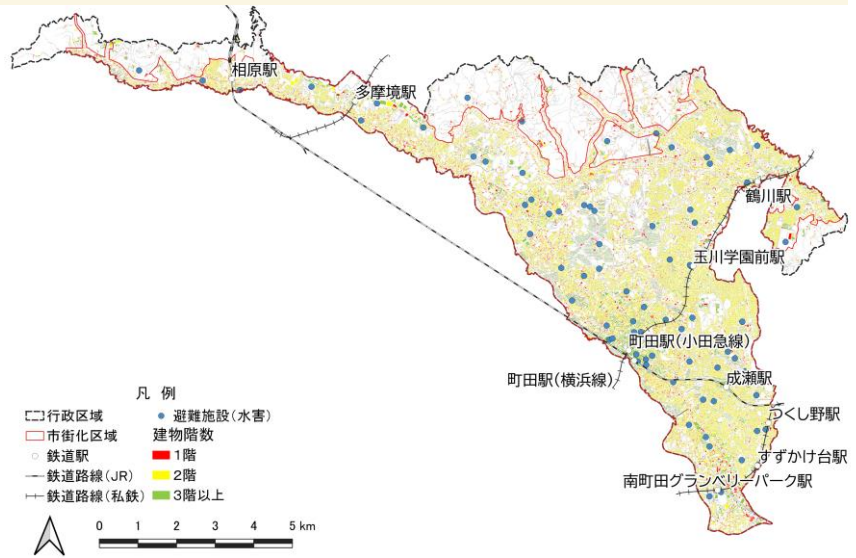 相原駅
多摩境駅
鶴川駅
玉川学園前駅
町田駅(小田急線)
町田駅(横浜線)
成瀬駅
つくし野駅
すずかけ台駅
南町田グランベリーパーク駅
凡 例
行政区域
避難施設(水害)
市街化区域
建物階数
鉄道駅
1階
鉄道路線(JR)
2階
鉄道路線(私鉄)
3階以上
0 1 2 3 4 5 km